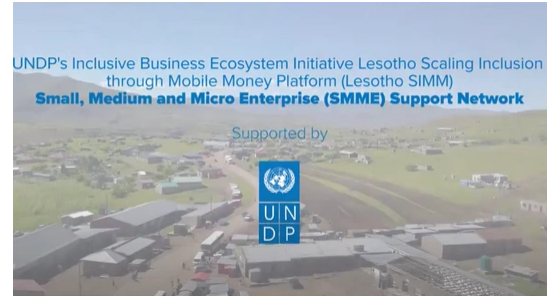 UNDP's Inclusive Business Ecosystem Initiative Lesotho Scaling Inclusion
through Mobile Money Platform (Lesotho SIMM)
Small, Medium and Micro Enterprise (SMME) Support Network
Supported by
U N
D P